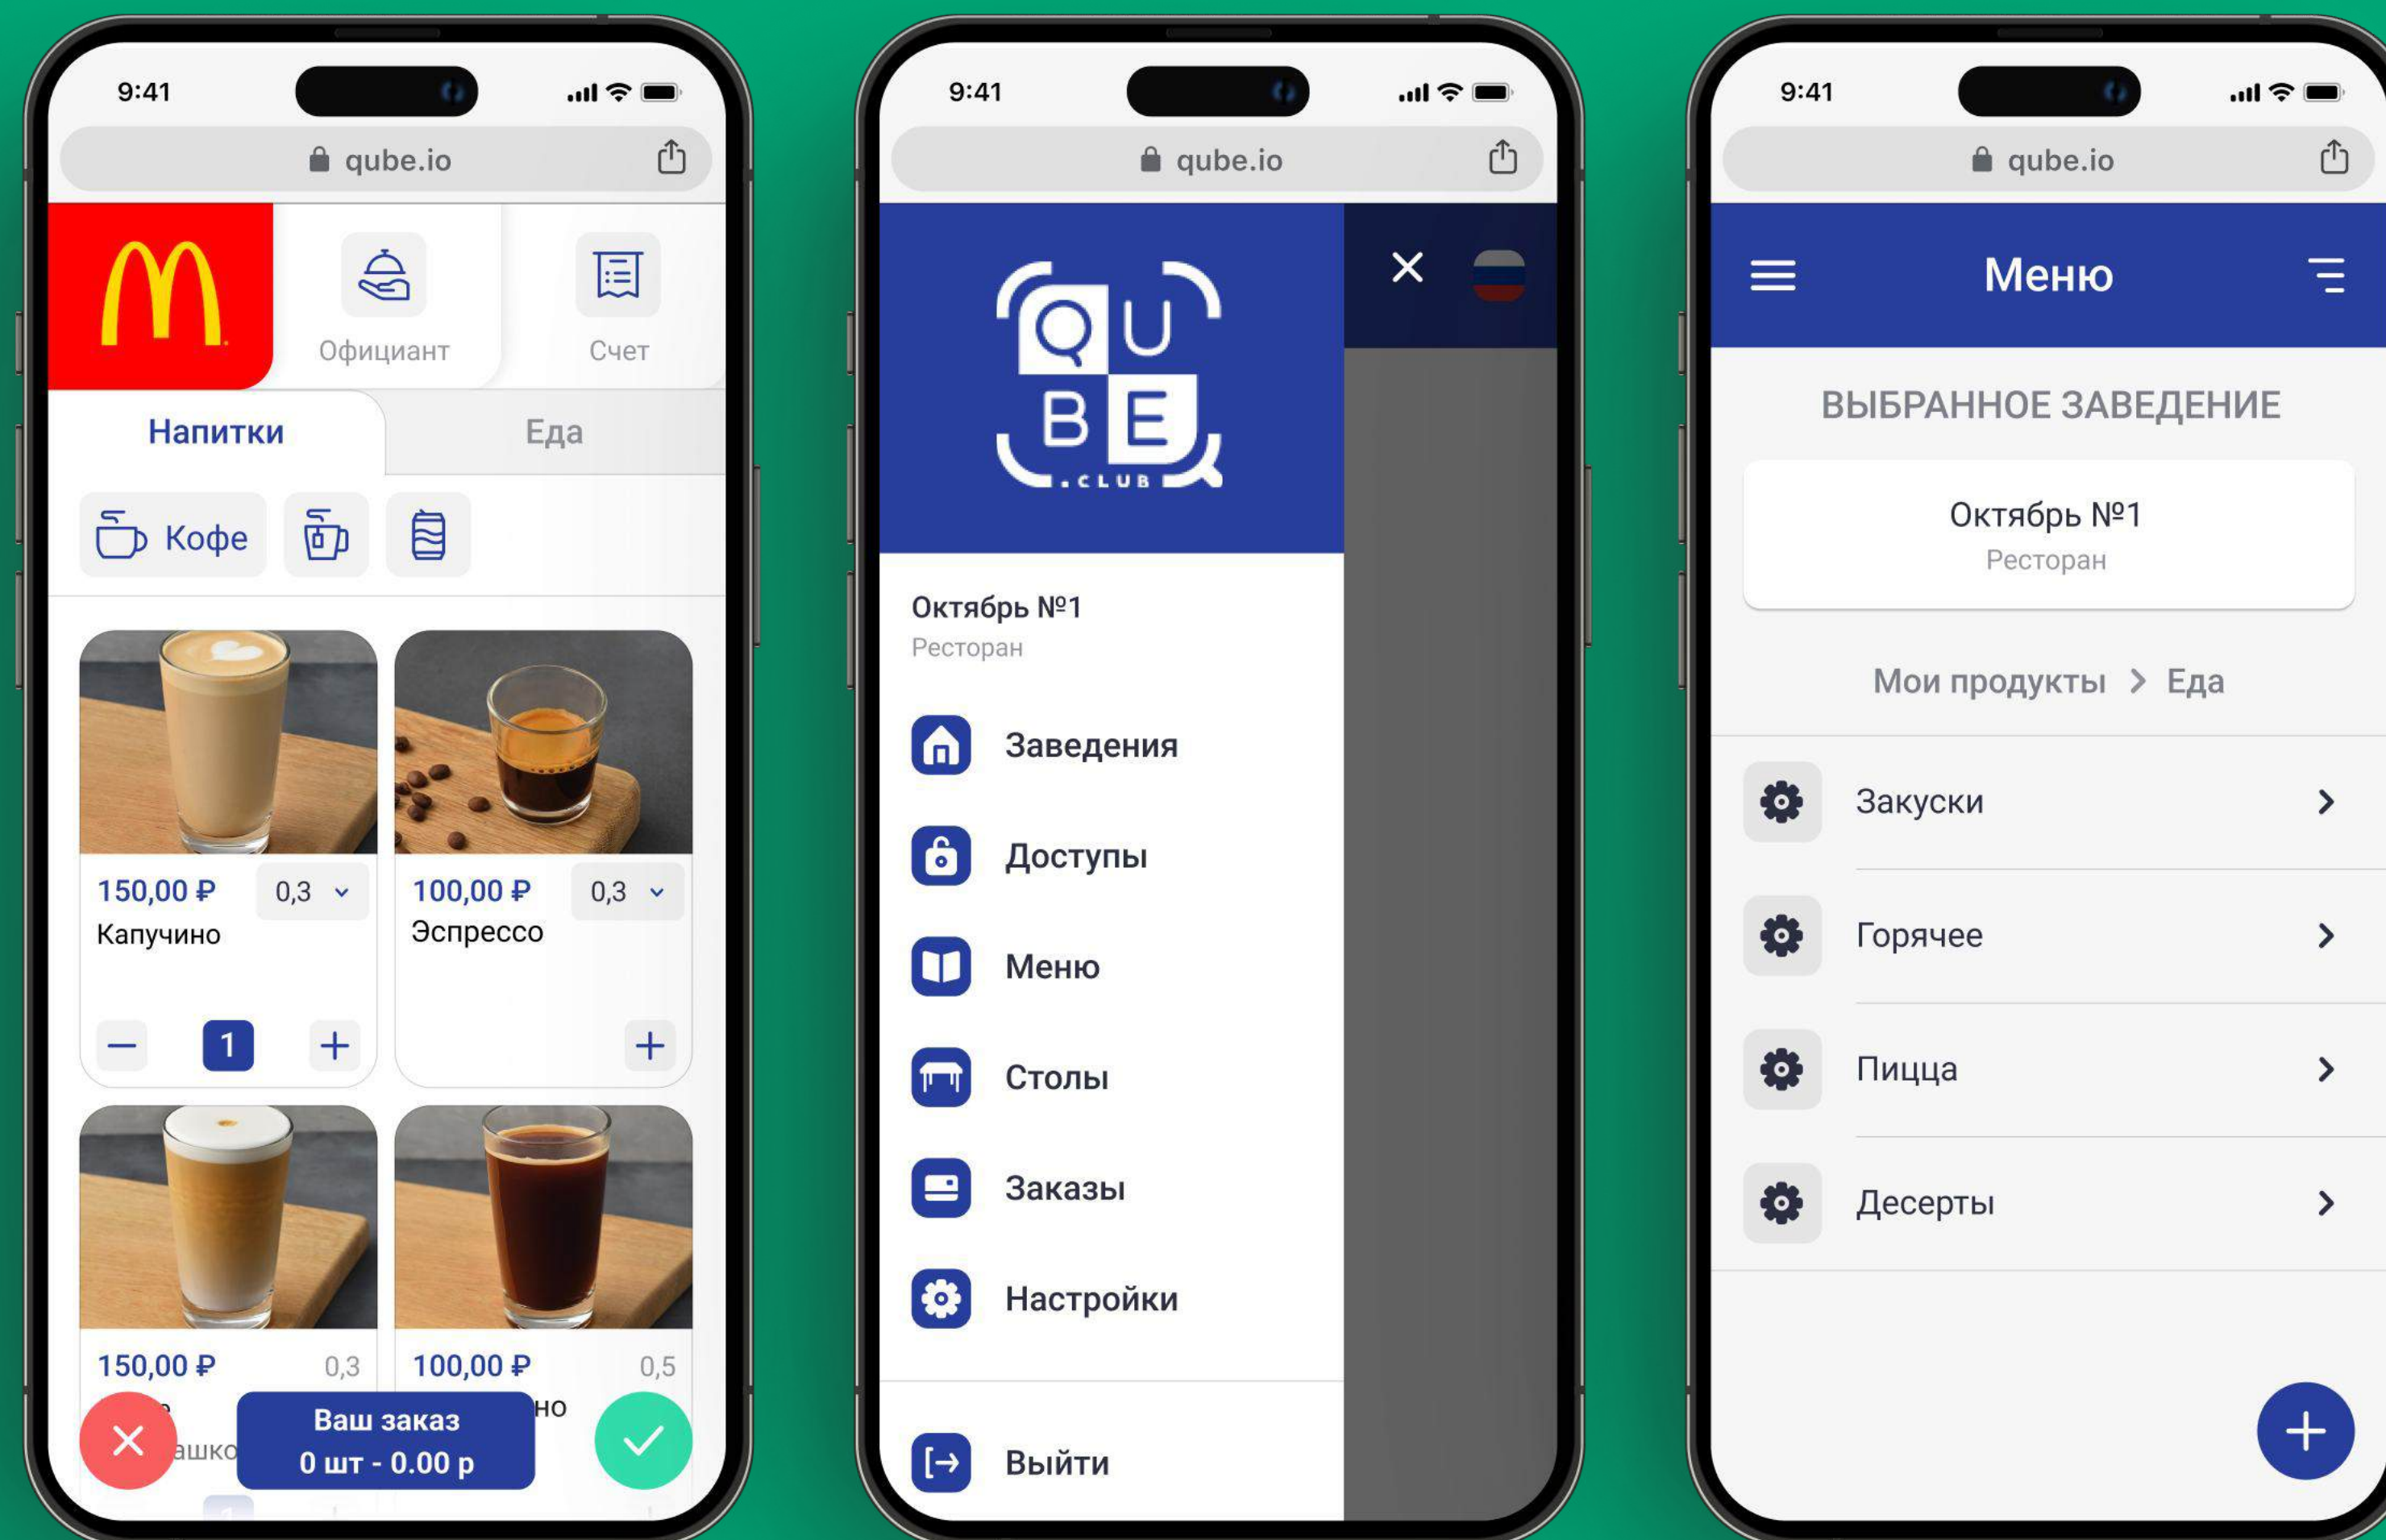 9:41
qube.io
Официант
Счет
Напитки
Еда
Кофе
150,00 ₽
0,3
Капучино
1
100,00 ₽
0,3
Эспрессо
150,00 ₽
0,3
100,00 ₽
0,5
но
ашко
Ваш заказ
0 шт - 0.00 р
1
9:41
qube.io
QU
BE
.CLUB
Октябрь №1
Ресторан
Заведения
Доступы
Меню
Столы
Заказы
Настройки
Выйти
9:41
qube.io
Меню
ВЫБРАННОЕ ЗАВЕДЕНИЕ
Октябрь №1
Ресторан
Мои продукты > Еда
Закуски
Горячее
Пицца
Десерты